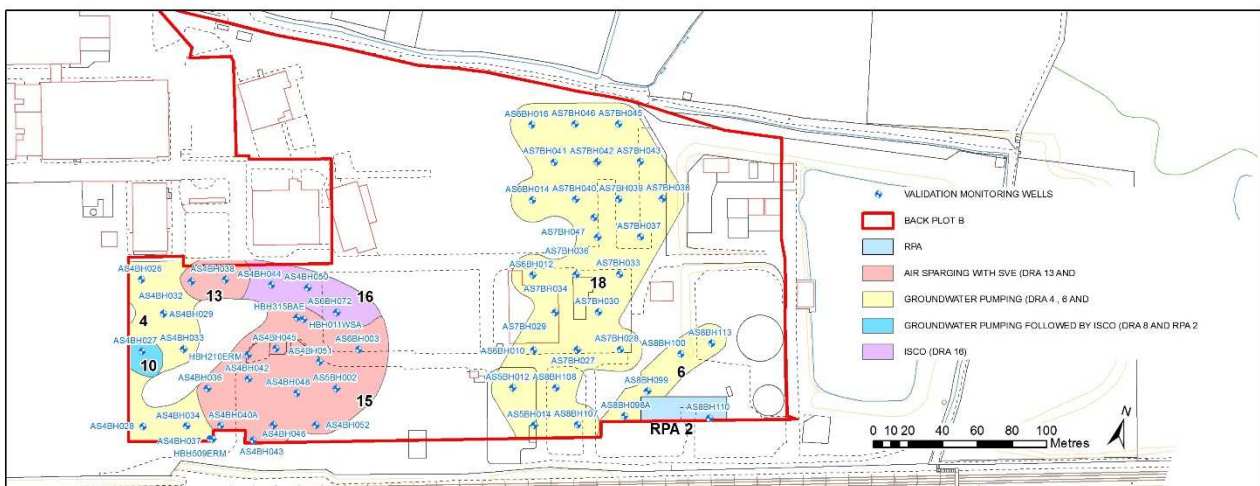 AS6BH016
AS7BH046
AS7BH045
AS7BH041
AS7BH042
AS7BH043
AS6BH014
AS7BH040
AS7BH039
AS7BH038
AS7BH047
AS7BH037
AS7BH036
AS6BH012
AS7BH033
18
AS7BH034
AS7BH030
AS7BH029
AS6BH010
AS7BH028
AS7BH027
AS5BH012
AS8BH108
AS5BH014
AS8BH107
AS8BH113
AS8BH100
6
AS8BH099
AS8BH098A
AS8BH110
RPA 2
AS4BH026
AS4BH038
AS4BH044
AS4BH050
AS4BH032
13
AS6BH072
16
4
AS4BH029
HBH315BAE
HBH011WSA
AS4BH027
AS4BH033
AS4BH045
AS6BH003
HBH210ERM
AS4BH051
10
AS4BH042
AS4BH036
AS4BH048
AS5BH002
15
AS4BH028
AS4BH034
AS4BH040A
AS4BH052
AS4BH037
AS4BH046
AS4BH043
HBH509ERM
VALIDATION MONITORING WELLS
BACK PLOT B
RPA
AIR SPARGING WITH SVE (DRA 13 AND
GROUNDWATER PUMPING (DRA 4 , 6 AND
GROUNDWATER PUMPING FOLLOWED BY ISCO (DRA 8 AND RPA 2
ISCO (DRA 16)
N
0 10 20 40 60 80 100
Metres